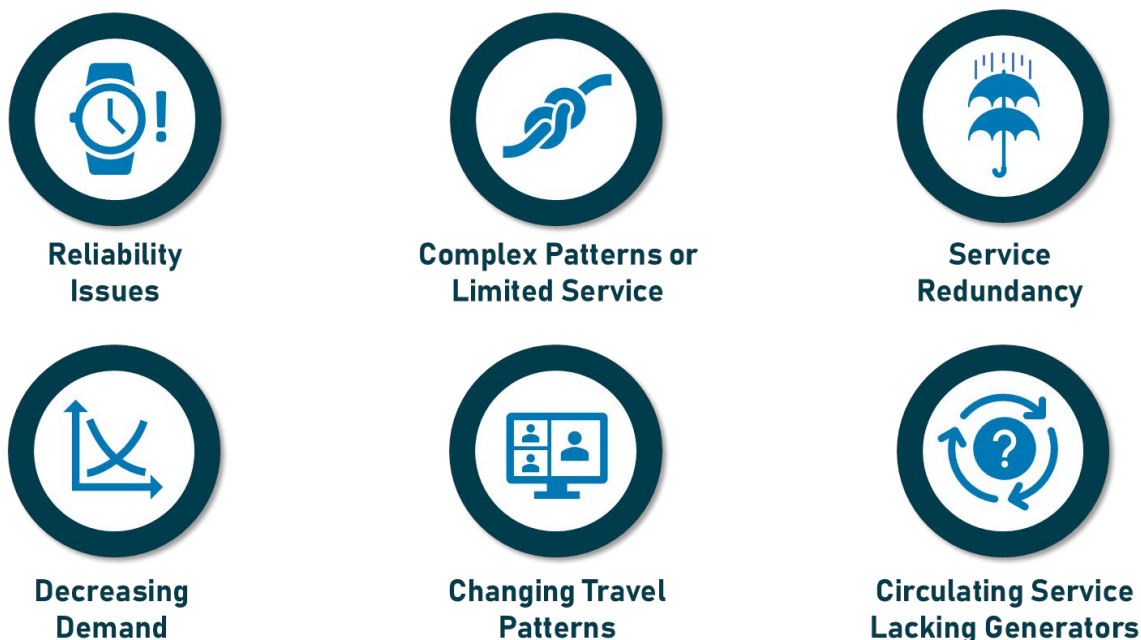 Reliability
Issues
Complex Patterns or
Limited Service
Service
Redundancy
Decreasing
Demand
Changing Travel
Patterns
Circulating Service
Lacking Generators